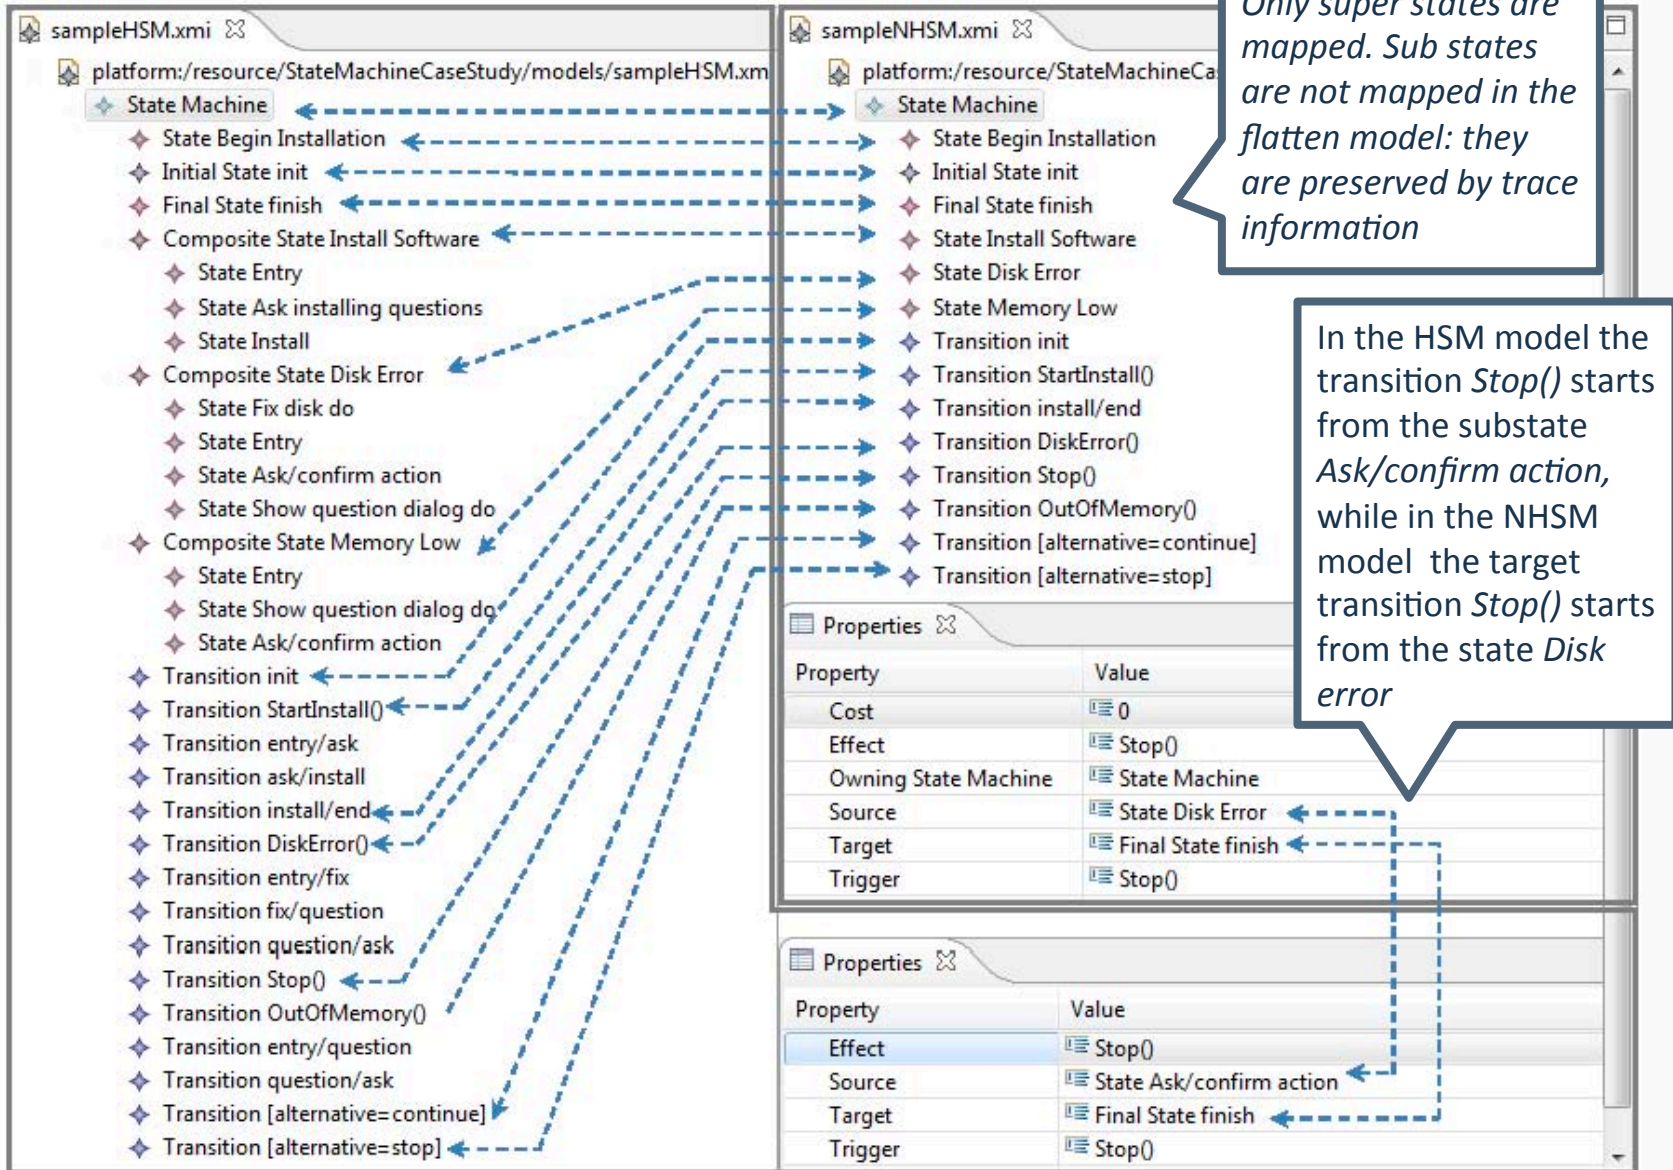 sampleHSM.xmi
platform:/resource/StateMachineCaseStudy/models/sampleHSM.xm
State Machine
State Begin Installation
Initial State init
Final State finish
Composite State Install Software
State Entry
State Ask installing questions
State Install
Composite State Disk Error
State Fix disk do
State Entry
State Ask/confirm action
State Show question dialog do
Composite State Memory Low
State Entry
State Show question dialog do
State Ask/confirm action
Transition init
Transition StartInstall()
Transition entry/ask
Transition ask/install
Transition install/end
Transition DiskError()
Transition entry/fix
Transition fix/question
Transition question/ask
Transition Stop()
Transition OutOfMemory()
Transition entry/question
Transition question/ask
Transition [alternative=continue]
Transition [alternative=stop]
sampleNHSM.xmi
platform:/resource/StateMachineCas
State Machine
State Begin Installation
Initial State init
Final State finish
State Install Software
State Disk Error
State Memory Low
Transition init
Transition StartInstall()
Transition install/end
Transition DiskError()
Transition Stop()
Transition OutOfMemory()
Transition [alternative=continue]
Transition [alternative=stop]
Only super states are
mapped. Sub states
are not mapped in the
flatten model: they
are preserved by trace
information
In the HSM model the
transition Stop() starts
from the substate
Ask/confirm action,
while in the NHSM
model the target
transition Stop() starts
from the state Disk
error
Properties
Property Value
Cost 0
Effect Stop()
Owning State Machine State Machine
Source State Disk Error
Target Final State finish
Trigger Stop()
Properties
Property Value
Effect Stop()
Source State Ask/confirm action
Target Final State finish
Trigger Stop()